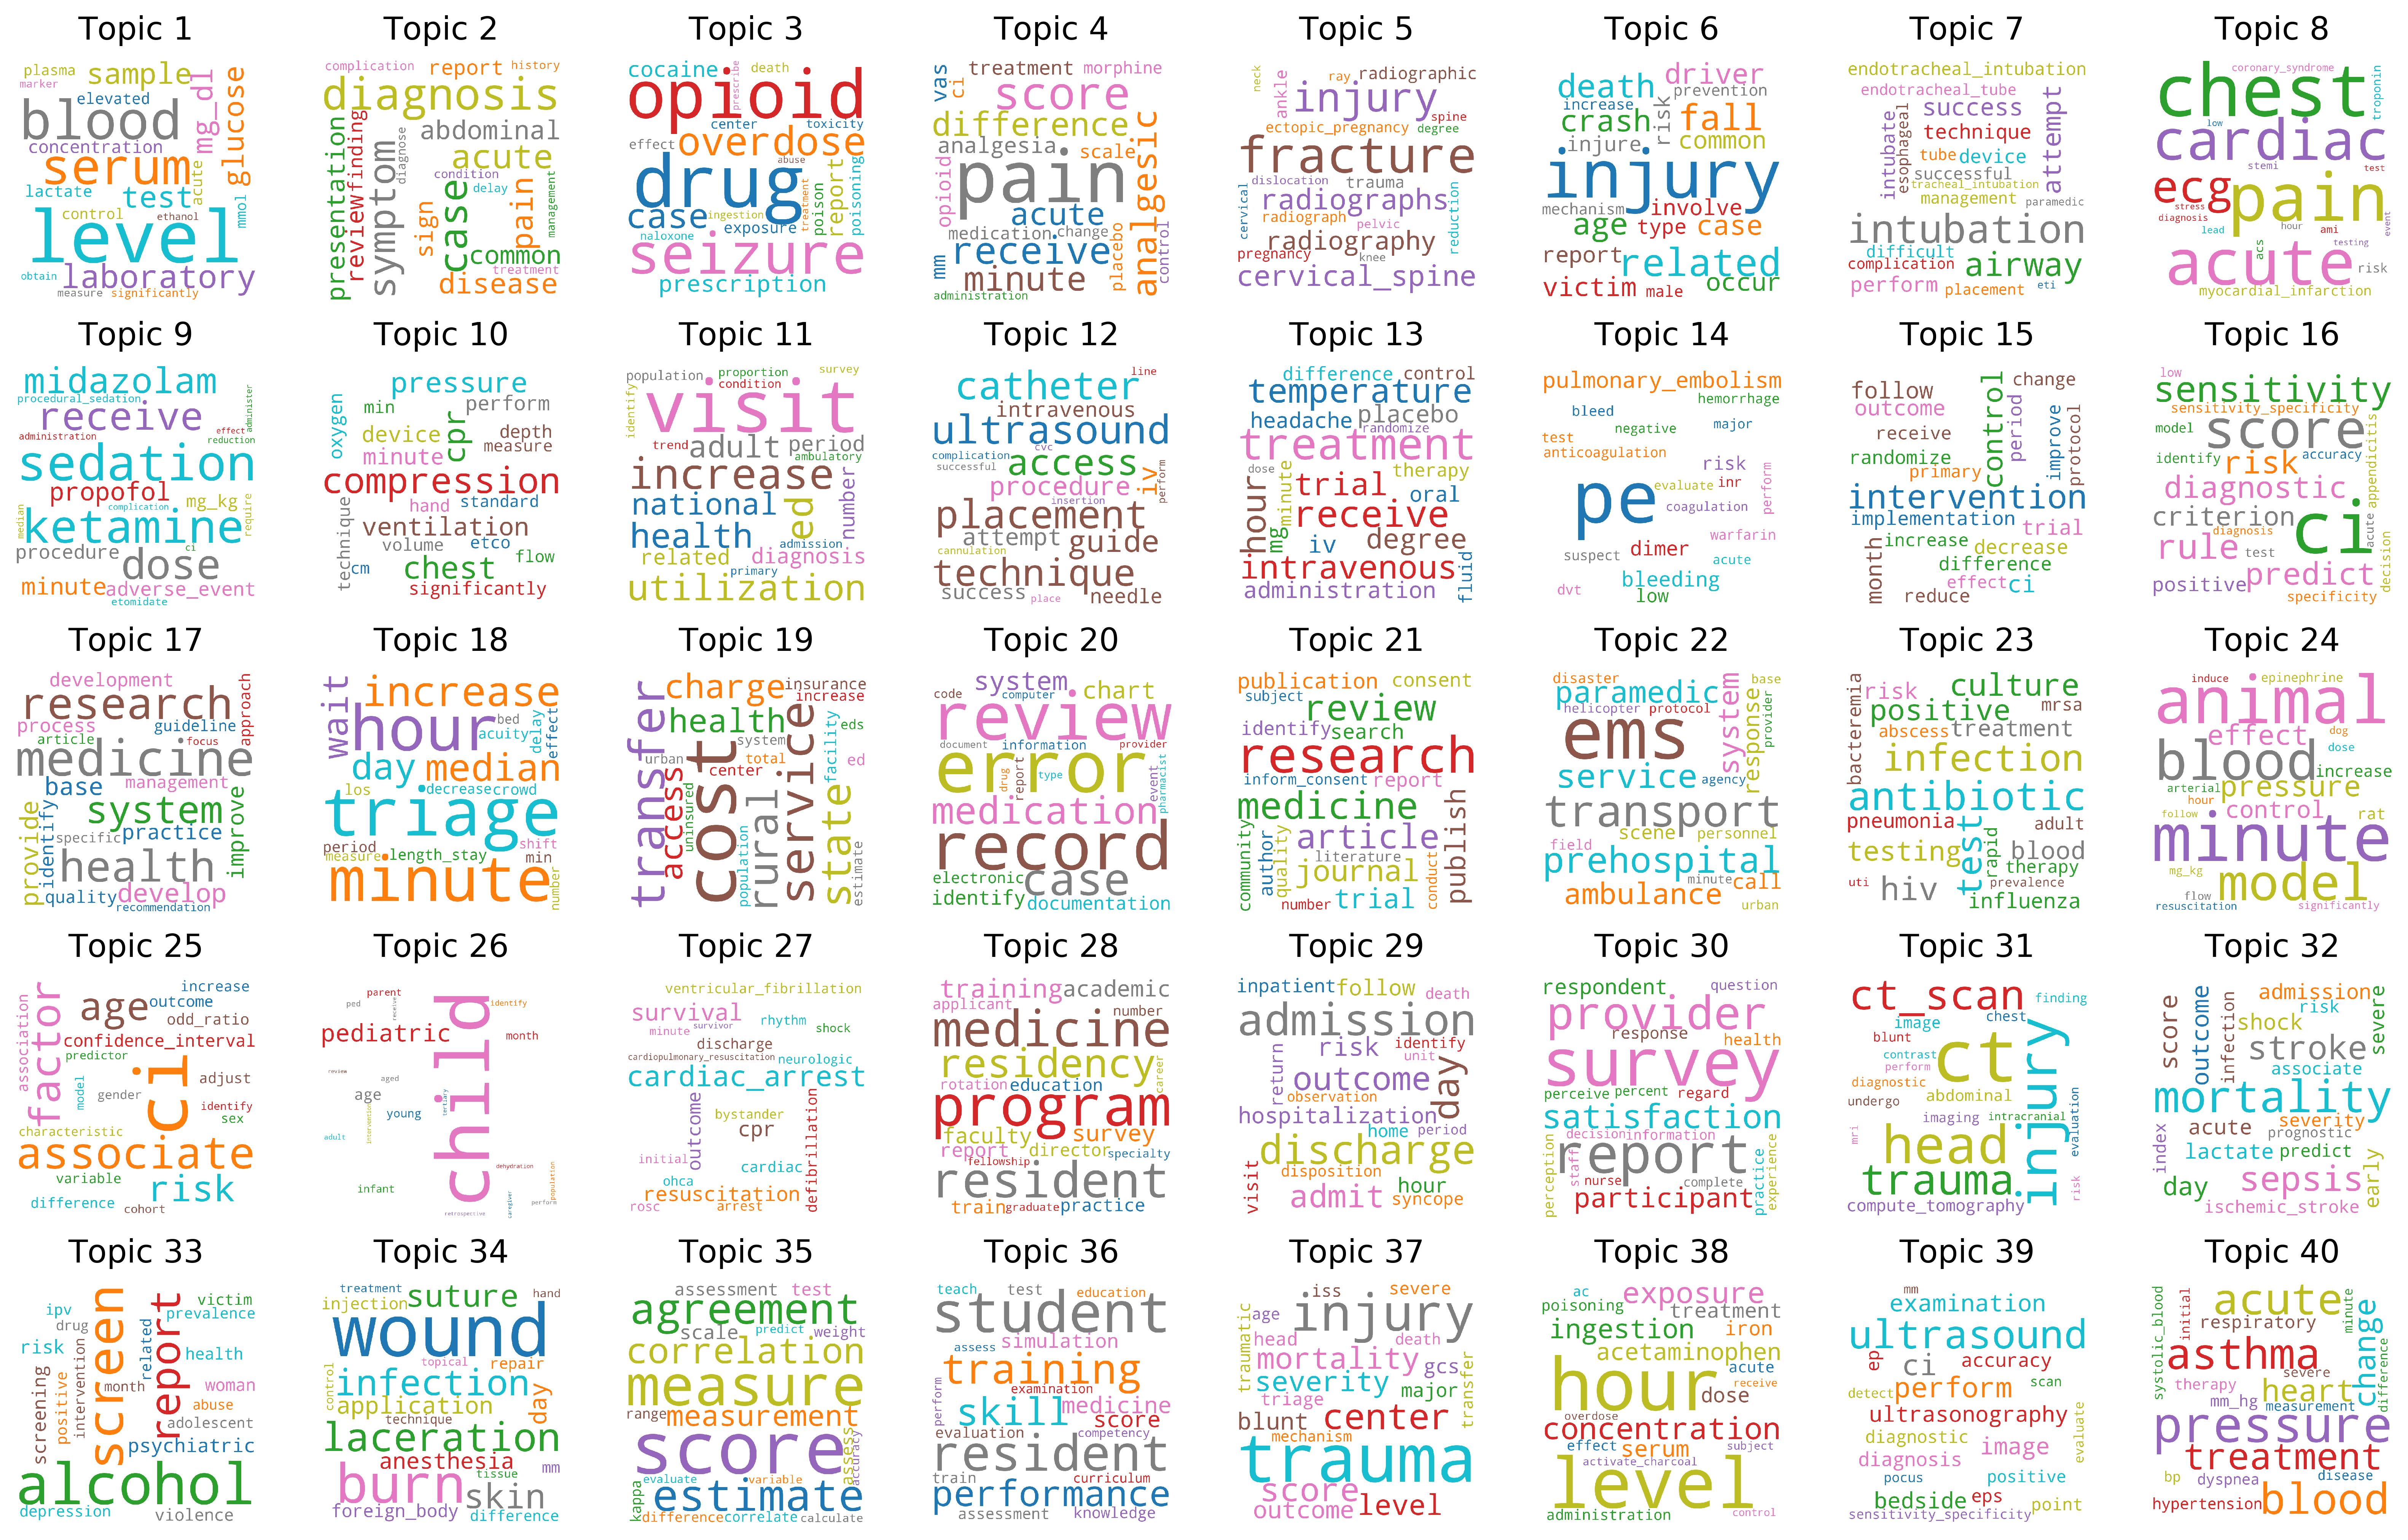 Topic 1
plasma sample
marker
elevated
blood mg_dl glucose
concentration
serum
lactate test acute mmol
control ethanol
level
obtain laboratory
measure significantly
Topic 2
complication report history
diagnosis
presentation reviewfinding symptom diagnose abdominal
acute
condition
delay
sign case pain management
common
treatment
disease
Topic 3
cocaine prescribe death
opioid
center toxicity
effect overdose
abuse
drug treatment poison report poisoning
case ingestion
naloxone exposure
seizure
prescription
Topic 4
vas ci treatment morphine
score
difference
analgesia scale
opioid pain analgesic
acute
medication change
mm receive placebo control
minute
administration
Topic 5
neck ankle ray radiographic
injury spine
ectopic_pregnancy degree
fracture
dislocation trauma
cervical radiographs reduction
radiograph pelvic
radiography
pregnancy knee
cervical_spine
Topic 6
death driver
increase prevention
crash risk fall
injure common
injury
mechanism involve
age type case
report related
victim male occur
Topic 7
endotracheal_intubation
endotracheal_tube
intubate esophageal success attempt
technique
tube device
successful
tracheal_intubation
management paramedic
intubation
difficult
complication airway
perform placement eti
Topic 8
coronary_syndrome
chest troponin
low
cardiac
stemi test
ecg pain
stress
diagnosis
lead hour ami event
acute
acs testing
risk
myocardial_infarction
Topic 9
midazolam
procedural_sedation
receive administer
administration effect
reduction
sedation
propofol mg_kg
complication
median ketamine require
ci
procedure dose
minute adverse_event
etomidate
Topic 10
oxygen pressure
min perform
device cpr depth
minute measure
compression
technique hand standard
ventilation
volume etco
cm chest flow
significantly
Topic 11
population proportion survey
condition
identify visit
trend adult period
ambulatory
increase ed number
national
health admission
related diagnosis
primary
utilization
Topic 12
catheter line
intravenous
ultrasound
complication cvc
successful access iv perform
procedure
insertion
placement
attempt guide
cannulation
technique
success place needle
Topic 13
difference control
temperature
headache placebo
randomize
treatment
dose
hour mg minute therapy
trial oral
receive
iv degree
intravenous fluid
administration
Topic 14
pulmonary_embolism
bleed hemorrhage
negative major
test
anticoagulation
risk perform
pe evaluate inr
coagulation
warfarin
suspect dimer acute
bleeding
dvt low
Topic 15
follow control change
outcome period improve protocol
receive
randomize
primary
intervention
implementation trial
month increase decrease
difference
effect ci
reduce
Topic 16
low
sensitivity
sensitivity_specificity
model score appendicitis
identify risk accuracy
diagnostic
criterion ci acute
diagnosis
rule test decision
positive predict
specificity
Topic 17
development
research approach
process guideline
article focus
medicine
base management
provide identify system improve
specific practice
health
quality develop
recommendation
Topic 18
wait increase
hour bed delay effect
acuity
day median
los decrease crowd
triage
period shift
measure length_stay min
minute number
Topic 19
transfer charge insurance
increase
health facility
system eds
urban cost total service
access center ed
uninsured rural state
population estimate
Topic 20
system
code computer chart
review
document information provider
error
drug report type event pharmacist
medication
record
electronic case
identify documentation
Topic 21
publication consent
subject
review
identify search
research
inform_consent report
medicine
community author quality article publish
literature
journal conduct
number trial
Topic 22
disaster base
paramedic system response provider
helicopter protocol
ems
service agency
transport
scene personnel
field
prehospital
minute call
ambulance
urban
Topic 23
bacteremia risk culture
positive mrsa
abscess treatment
infection
antibiotic
pneumonia test rapid adult
testing blood
therapy
uti hiv prevalence
influenza
Topic 24
induce epinephrine
animal
effect dog
blood dose
increase
arterial pressure
hour control
follow rat
minute
mg_kg
flow model
resuscitation significantly
Topic 25
association factor increase
age outcome
odd_ratio
confidence_interval
predictor
model ci adjust
gender
identify
sex
characteristic
associate
variable risk
difference
cohort
Topic 26
parent
ped receive identify
pediatric month
child
review
aged
age
tertiary
young
adult intervention
dehydration
infant population
caregiver perform
retrospective
Topic 27
ventricular_fibrillation
survival rhythm
minute survivor shock
discharge
cardiopulmonary_resuscitation neurologic
cardiac_arrest
outcome bystander defibrillation
cpr
initial cardiac
ohca
resuscitation
rosc arrest
Topic 28
training academic
applicant number
medicine
residency career
rotation education
program
faculty survey
report director specialty
fellowship
resident
train graduate practice
Topic 29
inpatient follow death
admission
return risk identify
unit day
outcome
observation
hospitalization
home period
discharge
visit disposition
hour
admit syncope
Topic 30
respondent question
provider
response health
survey
perceive percent regard
satisfaction
decision information
perception staff report practice experience
nurse complete
participant
Topic 31
ct_scan finding
image chest
blunt ct injury
contrast
perform
diagnostic abdominal
undergo imaging intracranial evaluation
mri head
trauma risk
compute_tomography
Topic 32
score outcome infection admission severe
risk
shock
stroke
associate
mortality
severity
acute prognostic
index lactate predict early
day sepsis
ischemic_stroke
Topic 33
ipv screen report victim
prevalence
drug related
risk intervention health
screening positive month woman
abuse
adolescent
psychiatric
alcohol
depression violence
Topic 34
treatment hand
injection suture
wound
topical repair
control infection day
application
technique
laceration
anesthesia
tissue mm
burn skin
foreign_body difference
Topic 35
assessment test
agreement
scale predict weight
correlation
measure
range measurement
score assess accuracy
evaluate variable
kappa estimate
difference correlate calculate
Topic 36
teach test education
student
simulation
assess
training
perform examination
skill medicine
score
evaluation competency
resident
train curriculum
performance
assessment knowledge
Topic 37
traumatic iss severe
age injury
head death
mortality gcs transfer
severity
triage major
blunt center
mechanism
trauma
score
outcome level
Topic 38
ac exposure
poisoning treatment
ingestion iron
acetaminophen
hour acute
receive
dose
overdose
concentration
effect serum subject
activate_charcoal
level
administration control
Topic 39
mm
examination
ultrasound
ep ci accuracy
detect perform scan
ultrasonography evaluate
diagnostic image
diagnosis
pocus positive
bedside eps point
sensitivity_specificity
Topic 40
systolic_blood initial acute minute change difference
respiratory
asthma
severe
therapy heart
mm_hg measurement
pressure
treatment
bp dyspnea disease
hypertension blood